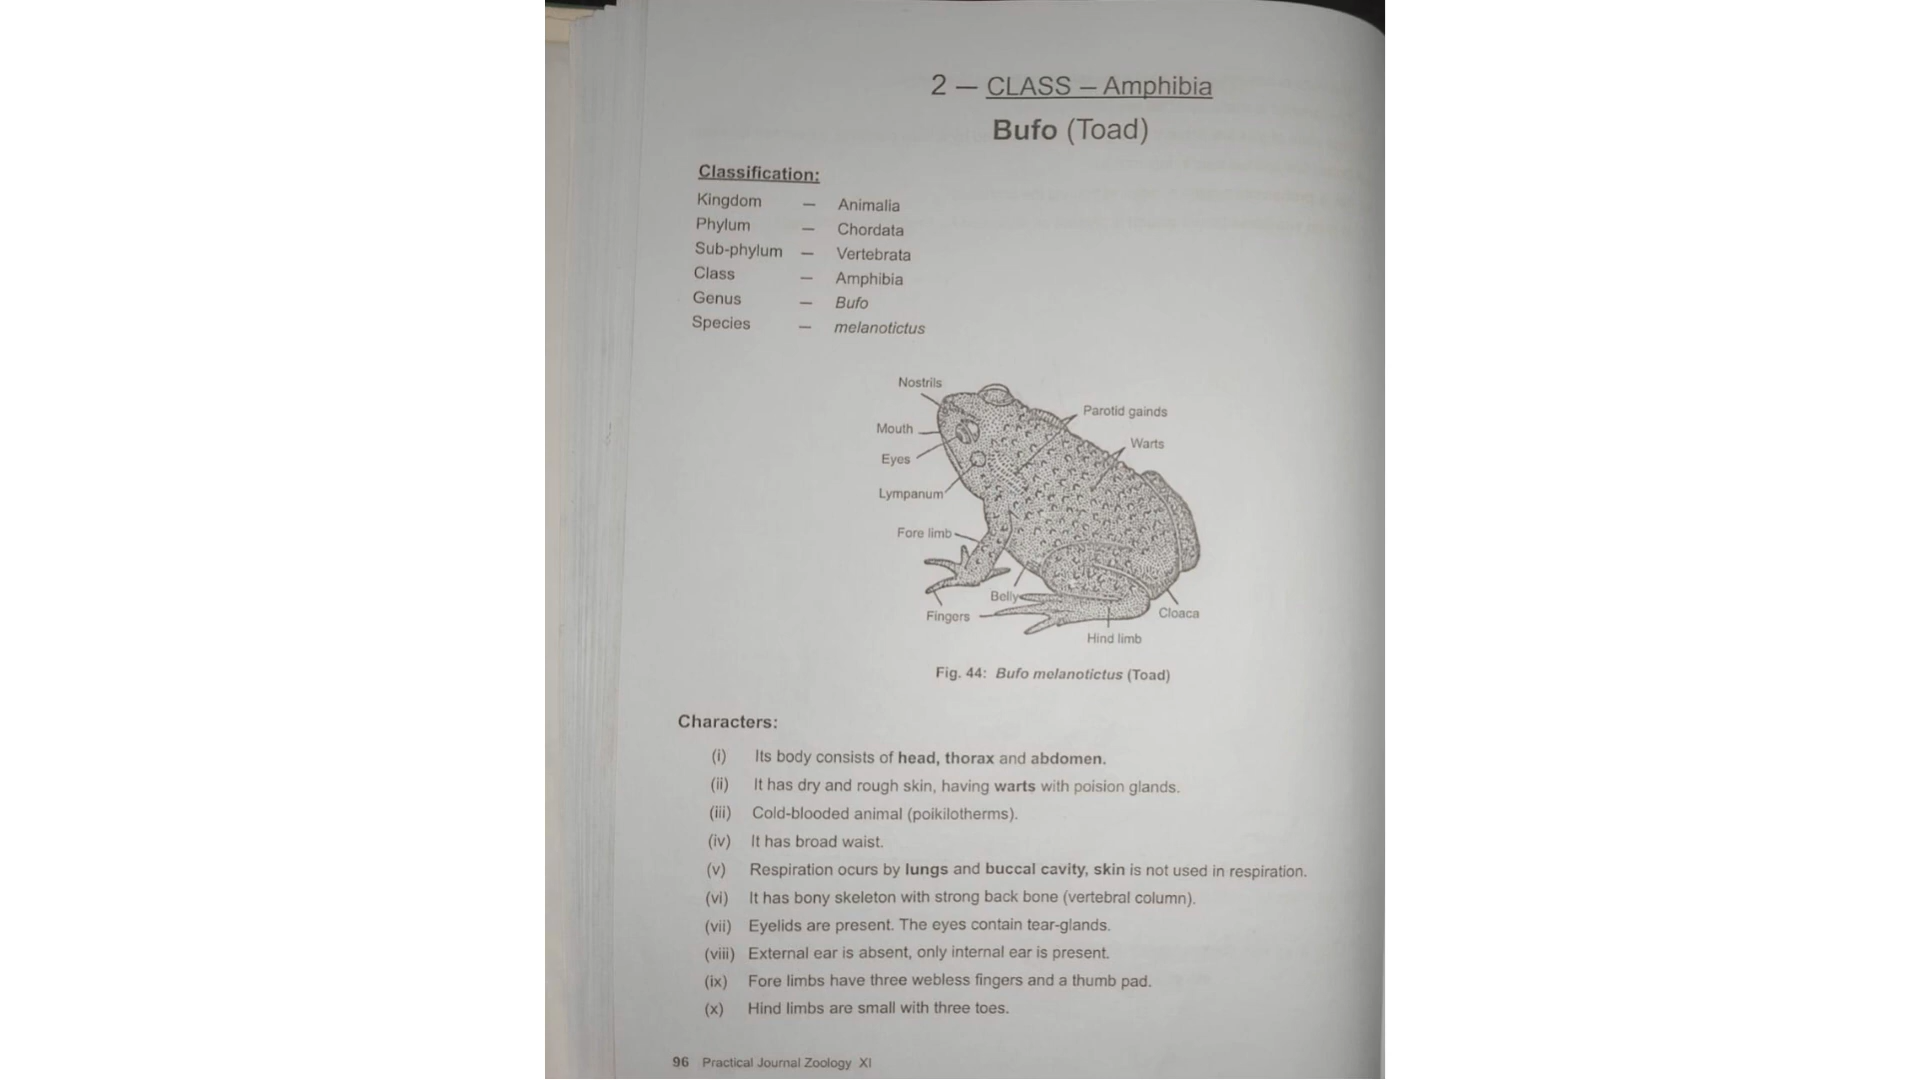 2 — CLASS – Amphibia
Bufo (Toad)
Classification:
Kingdom — Animalia
Phylum — Chordata
Sub-phylum — Vertebrata
Class — Amphibia
Genus — Bufo
Species — melanotictus
Nostrils
Parotid gainds
Mouth
Warts
Eyes
Lympanum
Fore limb
Belly
Fingers
Cloaca
Hind limb
Fig. 44: Bufo melanotictus (Toad)
Characters:
(i) Its body consists of head, thorax and abdomen.
(ii) It has dry and rough skin, having warts with poision glands.
(iii) Cold-blooded animal (poikilotherms).
(iv) It has broad waist.
(v) Respiration ocurs by lungs and buccal cavity, skin is not used in respiration.
(vi) It has bony skeleton with strong back bone (vertebral column).
(vii) Eyelids are present. The eyes contain tear-glands.
(viii) External ear is absent, only internal ear is present.
(ix) Fore limbs have three webless fingers and a thumb pad.
(x) Hind limbs are small with three toes.
96 Practical Journal Zoology XI